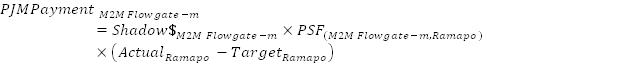 PJMPayment M2M Flowgate-m
= Shadow$M2M Flowgate-m × PSF(M2M Flowgate-m,Ramapo)
× (ActualRamapo − TargetRamapo)